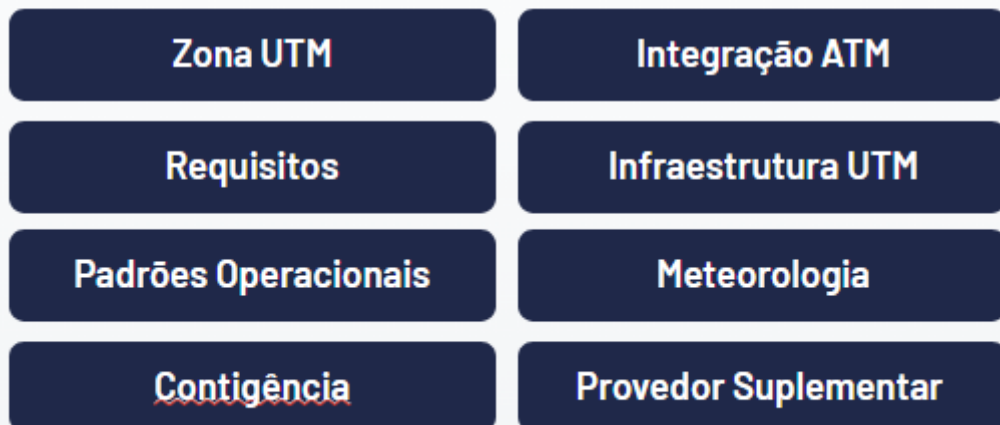 Zona UTM
Integração ATM
Requisitos
Infraestrutura UTM
Padrões Operacionais
Meteorologia
Contigência
Provedor Suplementar